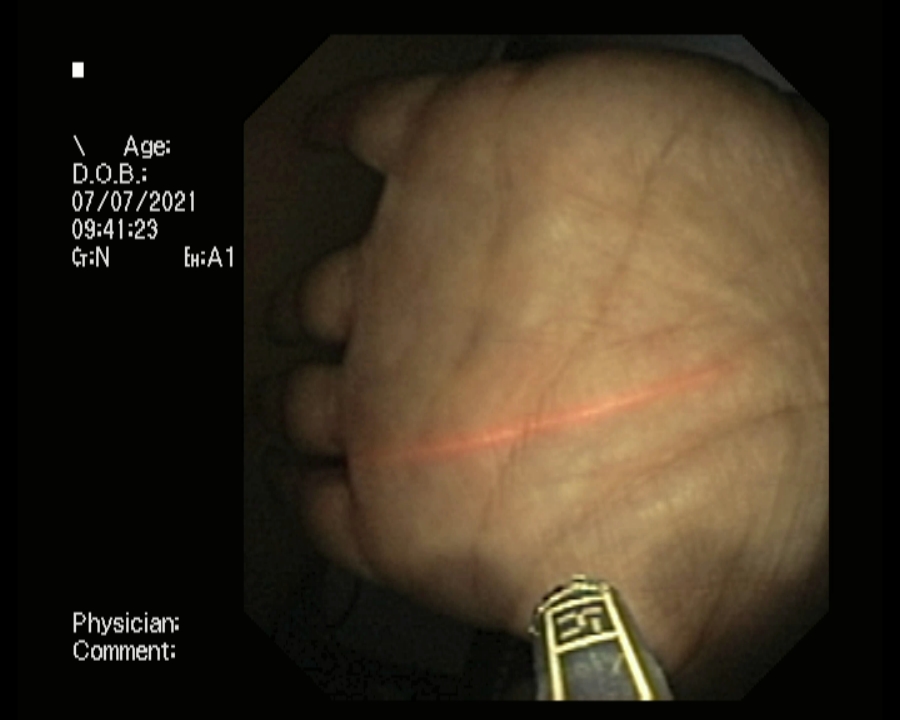 \ Age:
D.O.B.:
07/07/2021
09:41:23
Cr:N EH:A1
Physician:
Comment: